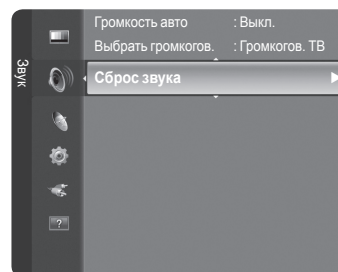 Звук
Громкость авто : Выкл.
Выбрать громкогов. : Громкогов. ТВ
Сброс звука
?